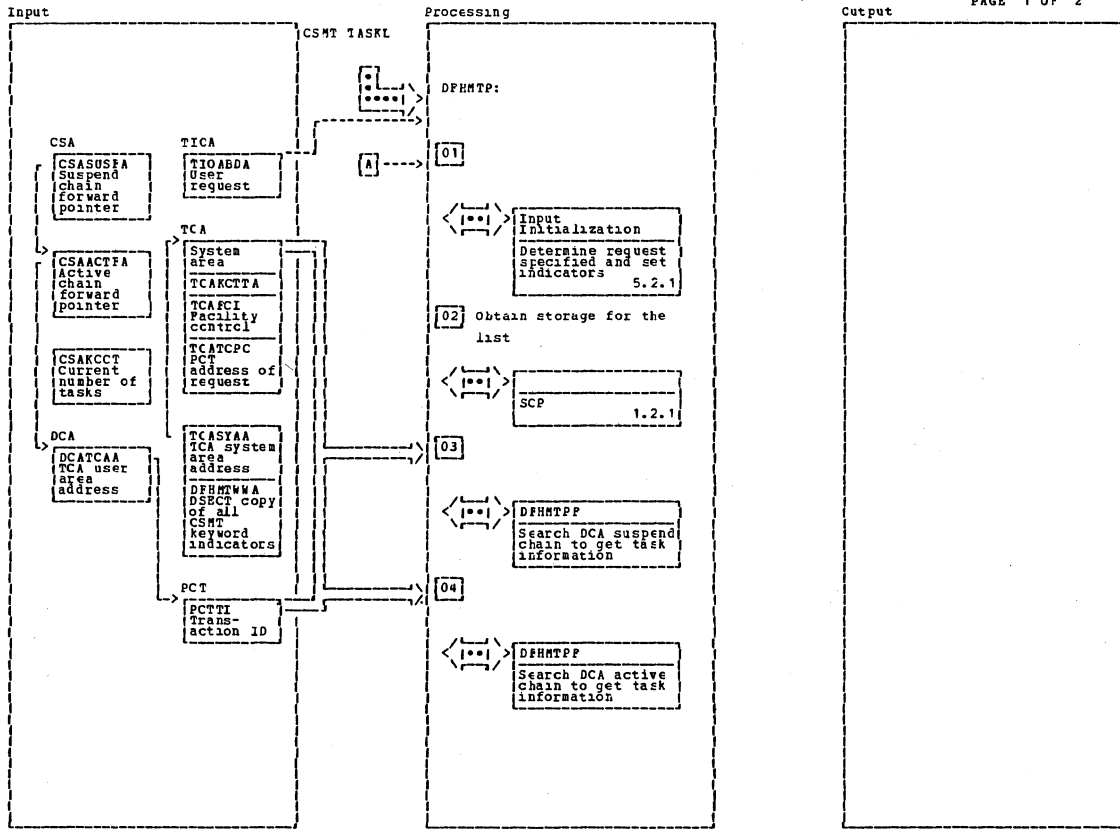 PAGE 1 OF 2
Input
Processing
Cutput
CSMT TASKL
DFHMTP:
CSA
CSASUSFA
Suspend
chain
forward
pointer
CSAACTFA
Active
chain
forward
pointer
CSAKCCT
Current
number of
tasks
DCA
DCATCAA
TCA user
area
address
TICA
TIOABDA
User
request
TCA
System
area
TCAKCTTA
TCAFCI
Facility
control
TCATCPC
PCT
address of
request
TCASYAA
TCA system
area
address
DFHMTWWA
DSECT copy
of all
CSMT
keyword
indicators
PCT
PCTTI
Trans-
action ID
A
01
Input
Initialization
Determine request
specified and set
indicators
5.2.1
02 Obtain storage for the
list
SCP
1.2.1
03
DFHMTPP
Search DCA suspend
chain to get task
information
04
DFHMTPP
Search DCA active
chain to get task
information